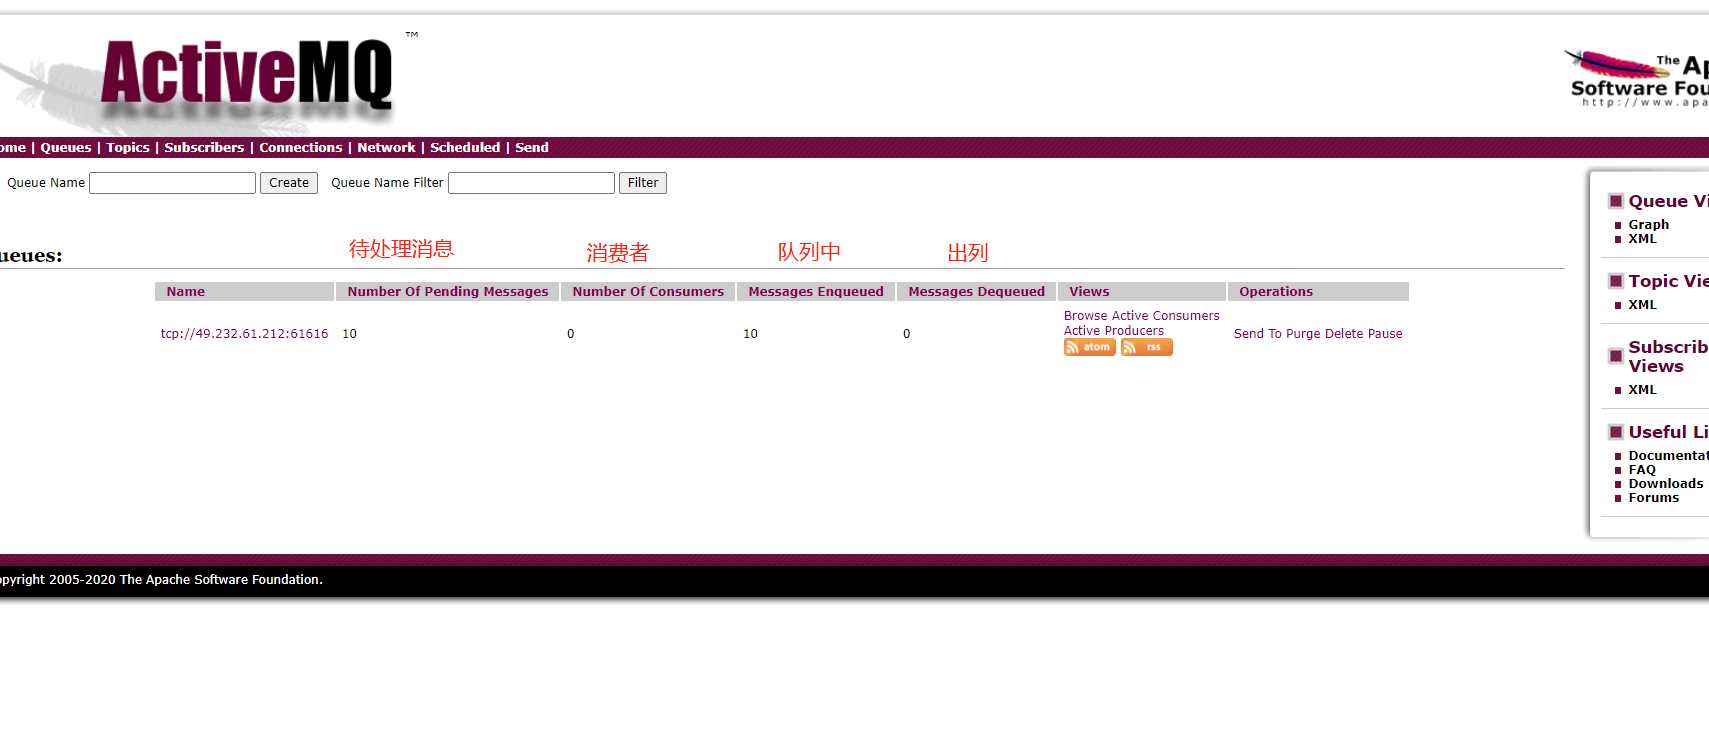 ActiveMQ™
The Ap
Software Fou
http://www.apa
ome | Queues | Topics | Subscribers | Connections | Network | Scheduled | Send
Queue Name Create Queue Name Filter Filter
ueues:
待处理消息 消费者 队列中 出列
Name Number Of Pending Messages Number Of Consumers Messages Enqueued Messages Dequeued Views Operations
tcp://49.232.61.212:61616 10 0 10 0 Browse Active Consumers
Active Producers
atom rss
Send To Purge Delete Pause
Queue Vi
Graph
XML
Topic Vie
XML
Subscrib
Views
XML
Useful Li
Documentat
FAQ
Downloads
Forums
opyright 2005-2020 The Apache Software Foundation.